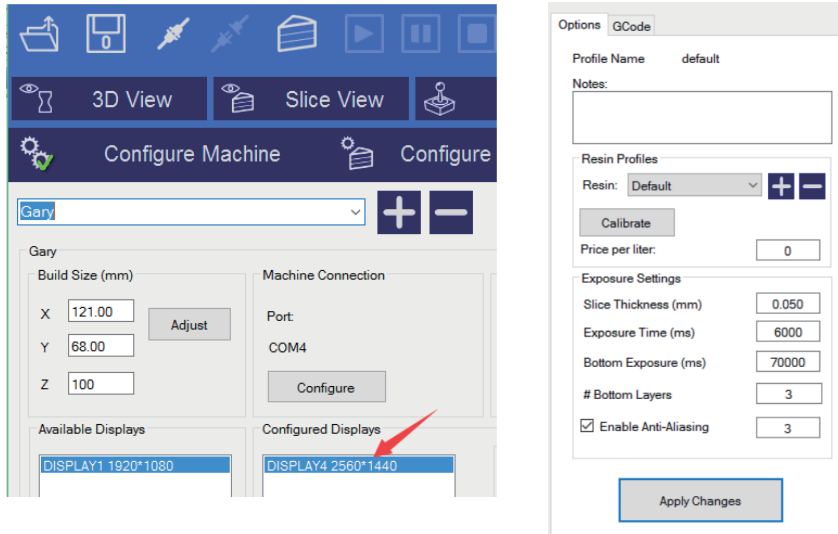 3D View
Slice View
Configure Machine
Configure
Gary
Gary
Build Size (mm)
X 121.00
Adjust
Y 68.00
Z 100
Machine Connection
Port:
COM4
Configure
Available Displays
DISPLAY1 1920*1080
Configured Displays
DISPLAY4 2560*1440
Options GCode
Profile Name default
Notes:
Resin Profiles
Resin: Default
Calibrate
Price per liter: 0
Exposure Settings
Slice Thickness (mm) 0.050
Exposure Time (ms) 6000
Bottom Exposure (ms) 70000
# Bottom Layers 3
Enable Anti-Aliasing 3
Apply Changes